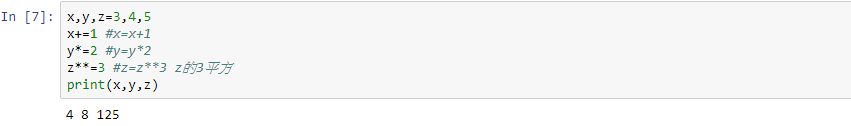 In [7]: x,y,z=3,4,5
x+=1 #x=x+1
y*=2 #y=y*2
z**=3 #z=z**3 z的3平方
print(x,y,z)
4 8 125